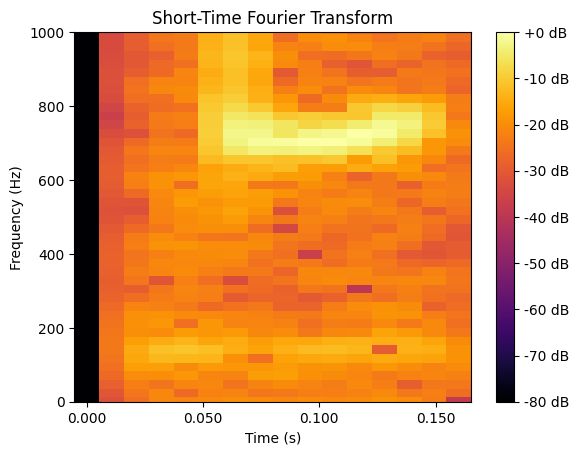 Short-Time Fourier Transform
1000
800
600
400
200
0
Frequency (Hz)
0.000
0.050
0.100
0.150
Time (s)
+0 dB
-10 dB
-20 dB
-30 dB
-40 dB
-50 dB
-60 dB
-70 dB
-80 dB